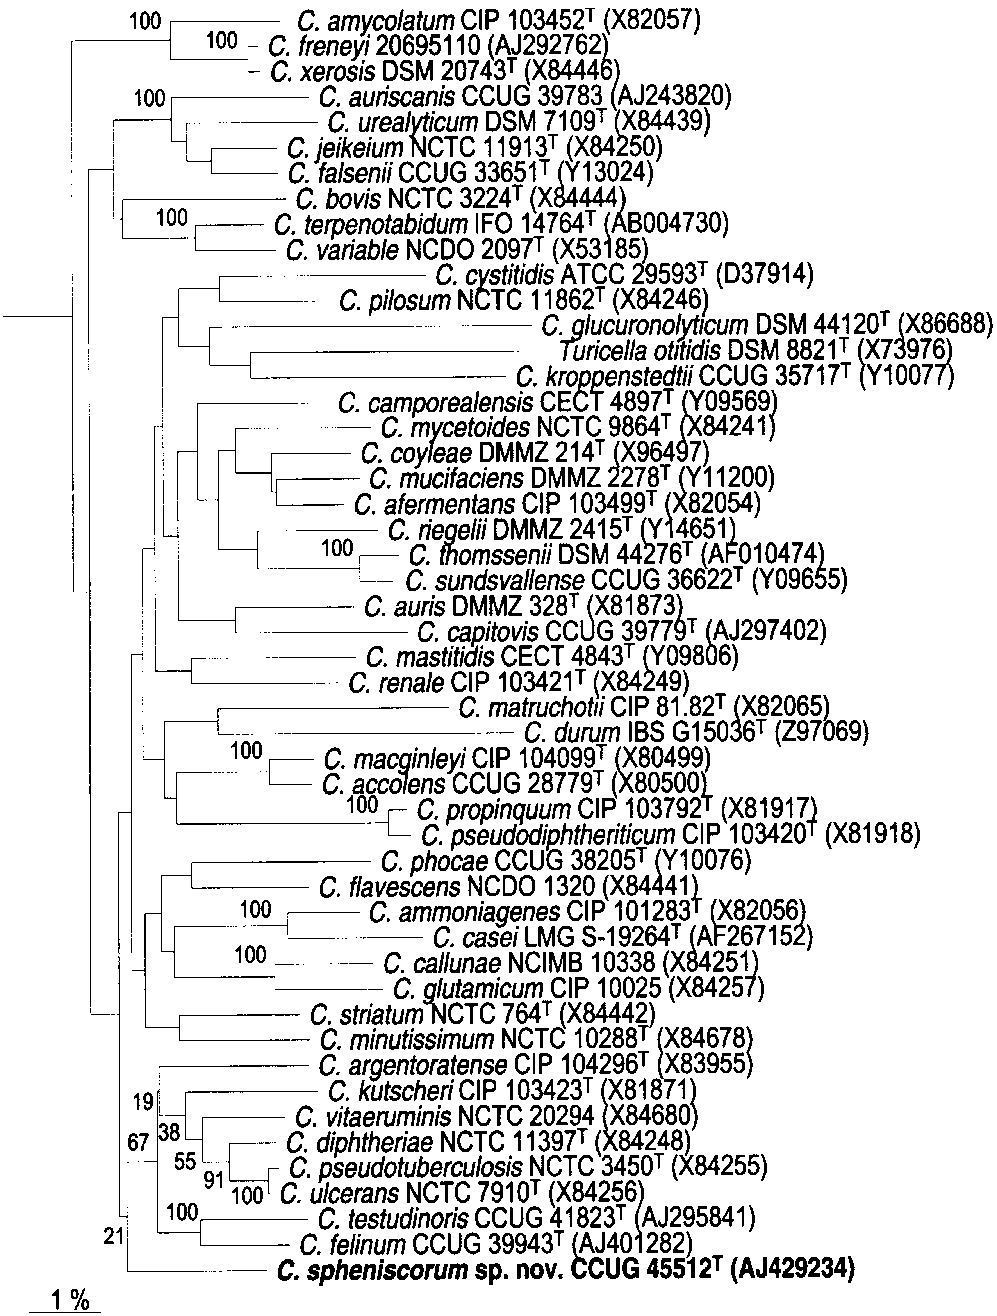 100 C. amycolatum CIP 103452T (X82057)
100 C. freneyi 20695110 (AJ292762)
C. xerosis DSM 20743T (X84446)
100 C. auriscanis CCUG 39783 (AJ243820)
C. urealyticum DSM 7109T (X84439)
C. jeikeium NCTC 11913T (X84250)
C. falsenii CCUG 33651T (Y13024)
C. bovis NCTC 3224T (X84444)
100 C. terpenotabidum IFO 14764T (AB004730)
C. variable NCDO 2097T (X53185)
C. cystitidis ATCC 29593T (D37914)
C. pilosum NCTC 11862T (X84246)
C. glucuronolyticum DSM 44120T (X86688)
Turicella otitidis DSM 8821T (X73976)
C. kroppenstedtii CCUG 35717T (Y10077)
C. camporealensis CECT 4897T (Y09569)
C. mycetoides NCTC 9864T (X84241)
C. coyleae DMMZ 214T (X96497)
C. mucifaciens DMMZ 2278T (Y11200)
C. afermentans CIP 103499T (X82054)
C. riegelii DMMZ 2415T (Y14651)
100 C. thomssenii DSM 44276T (AF010474)
C. sundsvallense CCUG 36622T (Y09655)
C. auris DMMZ 328T (X81873)
C. capitovis CCUG 39779T (AJ297402)
C. mastitidis CECT 4843T (Y09806)
C. renale CIP 103421T (X84249)
C. matruchotii CIP 81.82T (X82065)
C. durum IBS G15036T (Z97069)
100 C. macginleyi CIP 104099T (X80499)
C. accolens CCUG 28779T (X80500)
100 C. propinquum CIP 103792T (X81917)
C. pseudodiphtheriticum CIP 103420T (X81918)
C. phocae CCUG 38205T (Y10076)
C. flavescens NCDO 1320 (X84441)
100 C. ammoniagenes CIP 101283T (X82056)
C. casei LMG S-19264T (AF267152)
100 C. callunae NCIMB 10338 (X84251)
C. glutamicum CIP 10025 (X84257)
C. striatum NCTC 764T (X84442)
C. minutissimum NCTC 10288T (X84678)
C. argentoratense CIP 104296T (X83955)
19 C. kutscheri CIP 103423T (X81871)
38 C. vitaeruminis NCTC 20294 (X84680)
67 C. diphtheriae NCTC 11397T (X84248)
55 91 C. pseudotuberculosis NCTC 3450T (X84255)
100 C. ulcerans NCTC 7910T (X84256)
100 C. testudinoris CCUG 41823T (AJ295841)
21 C. felinum CCUG 39943T (AJ401282)
C. spheniscorum sp. nov. CCUG 45512T (AJ429234)
1 %